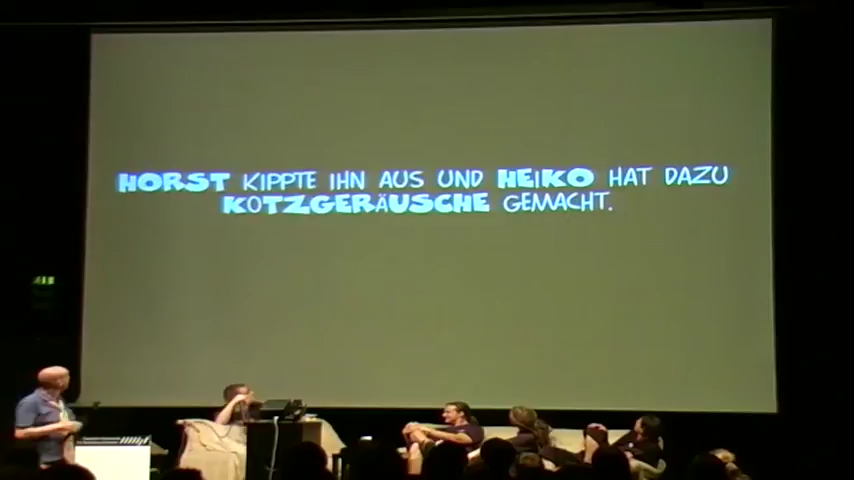 HORST KIPPTE IHN AUS UND HEIKO HAT DAZU
KOTZGERÄUSCHE GEMACHT.